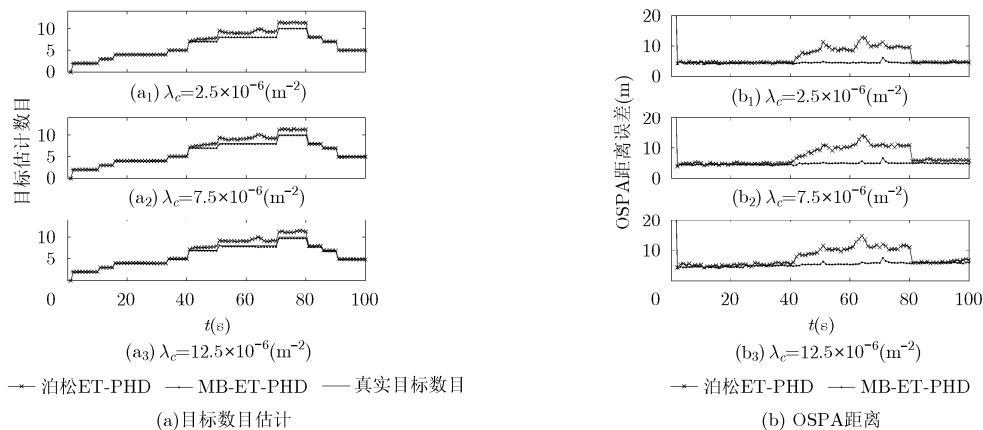 目标估计数目
10
5
0
(a₁) λc=2.5×10⁻⁶(m⁻²)
10
5
0
(a₂) λc=7.5×10⁻⁶(m⁻²)
10
5
0
0 20 40 60 80 100
t(s)
(a₃) λc=12.5×10⁻⁶(m⁻²)
泊松ET-PHD MB-ET-PHD 真实目标数目
(a)目标数目估计
OSPA距离误差(m)
20
10
0
(b₁) λc=2.5×10⁻⁶(m⁻²)
20
10
0
(b₂) λc=7.5×10⁻⁶(m⁻²)
20
10
0 20 40 60 80 100
t(s)
(b₃) λc=12.5×10⁻⁶(m⁻²)
泊松ET-PHD MB-ET-PHD
(b) OSPA距离